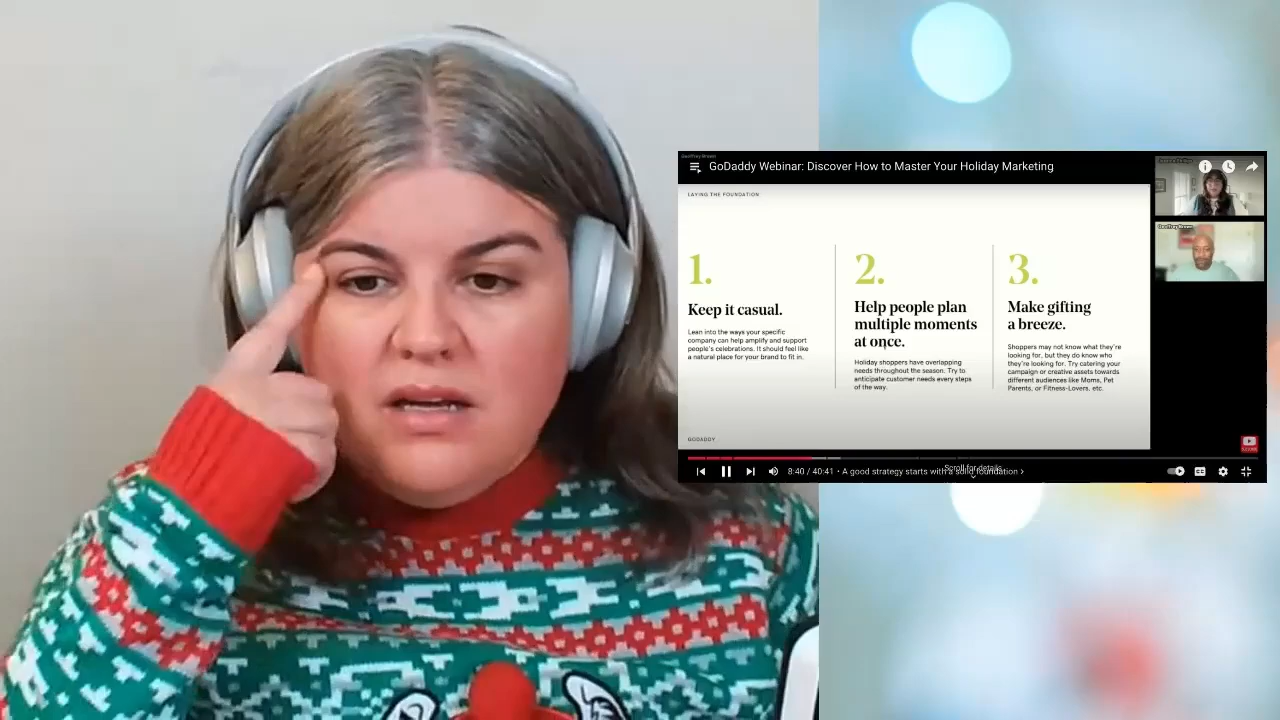 GoDaddy Webinar: Discover How to Master Your Holiday Marketing
LAYING THE FOUNDATION
1.
Keep it casual.
Lean into the ways your specific
company can help amplify and support
people's celebrations. It should feel like
a natural place for your brand to fit in.
2.
Help people plan
multiple moments
at once.
Holiday shoppers have overlapping
needs throughout the season. Try to
anticipate customer needs every steps
of the way.
3.
Make gifting
a breeze.
Shoppers may not know what they're
looking for, but they do know who
they're looking for. Try catering your
campaign or creative assets towards
different audiences like Moms, Pet
Parents, or Fitness-Lovers, etc.
GODADDY
Scroll for details
8:40 / 40:41 • A good strategy starts with a solid foundation
CC